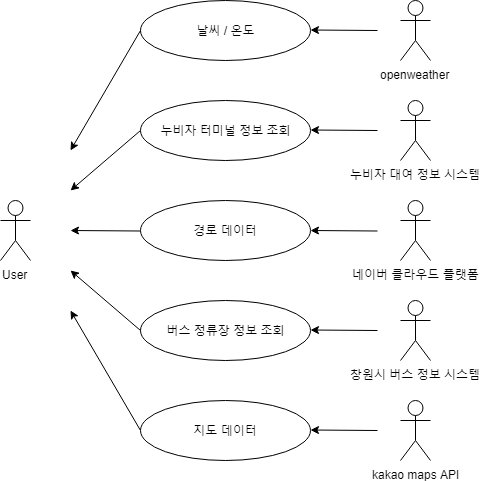 날씨 / 온도
openweather
누비자 터미널 정보 조회
누비자 대여 정보 시스템
User
경로 데이터
네이버 클라우드 플랫폼
버스 정류장 정보 조회
창원시 버스 정보 시스템
지도 데이터
kakao maps API